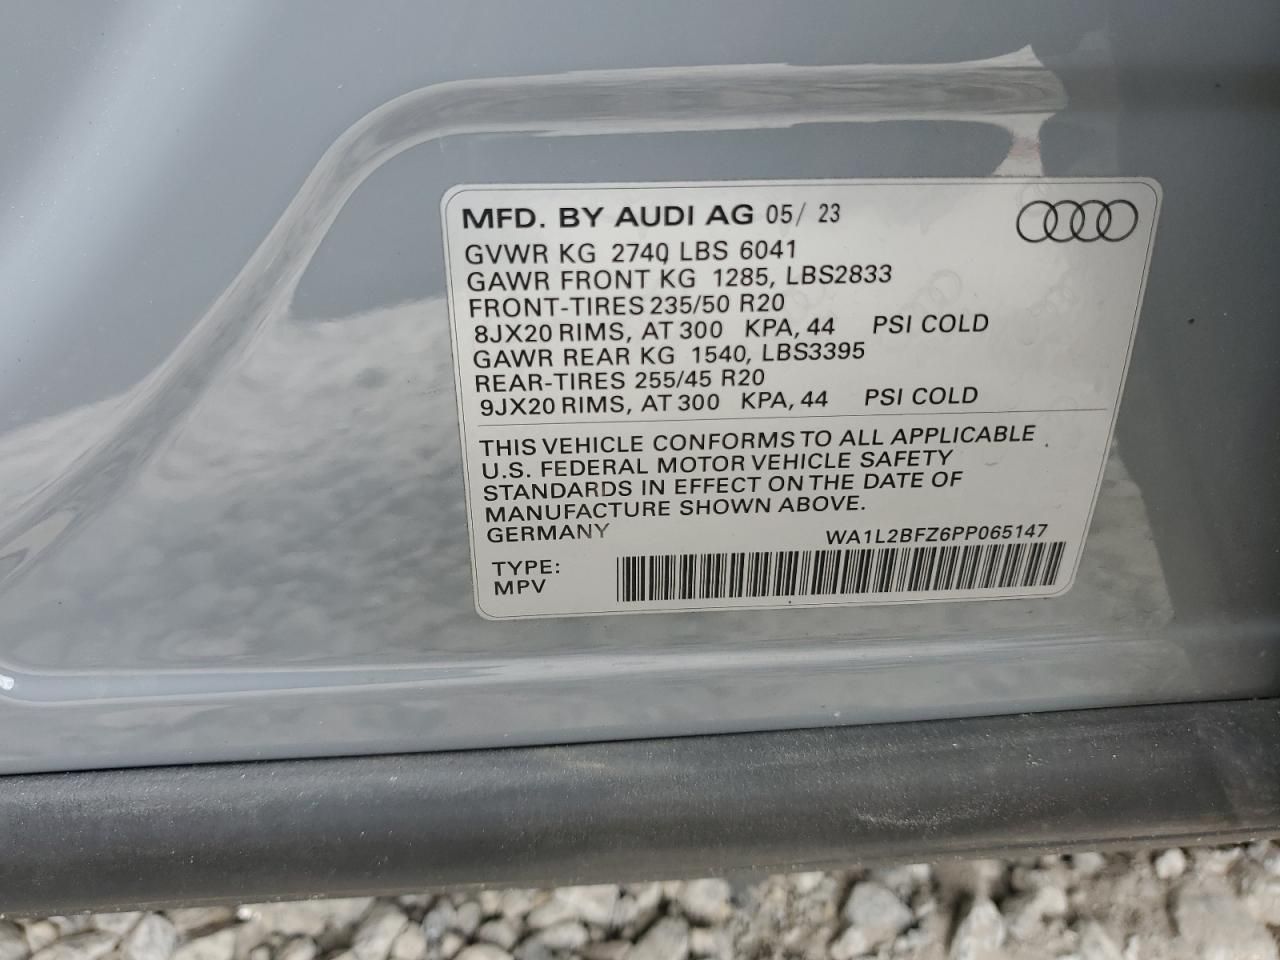 MFD. BY AUDI AG 05/ 23
GVWR KG 2740 LBS 6041
GAWR FRONT KG 1285, LBS2833
FRONT-TIRES 235/50 R20
8JX20 RIMS, AT 300 KPA, 44 PSI COLD
GAWR REAR KG 1540, LBS3395
REAR-TIRES 255/45 R20
9JX20 RIMS, AT 300 KPA, 44 PSI COLD
THIS VEHICLE CONFORMS TO ALL APPLICABLE
U.S. FEDERAL MOTOR VEHICLE SAFETY
STANDARDS IN EFFECT ON THE DATE OF
MANUFACTURE SHOWN ABOVE.
GERMANY
WA1L2BFZ6PP065147
TYPE:
MPV